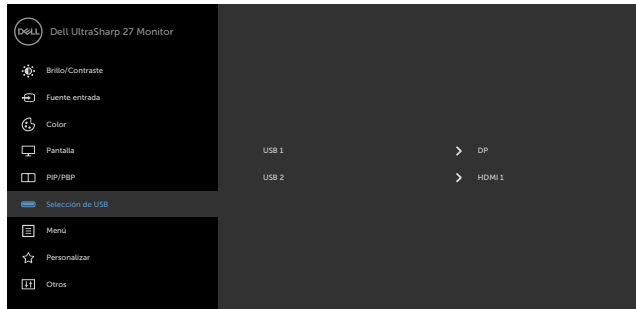 DELL Dell UltraSharp 27 Monitor
Brillo/Contraste
Fuente entrada
Color
Pantalla
USB 1 DP
PIP/PBP
USB 2 HDMI 1
Selección de USB
Menú
Personalizar
Otros